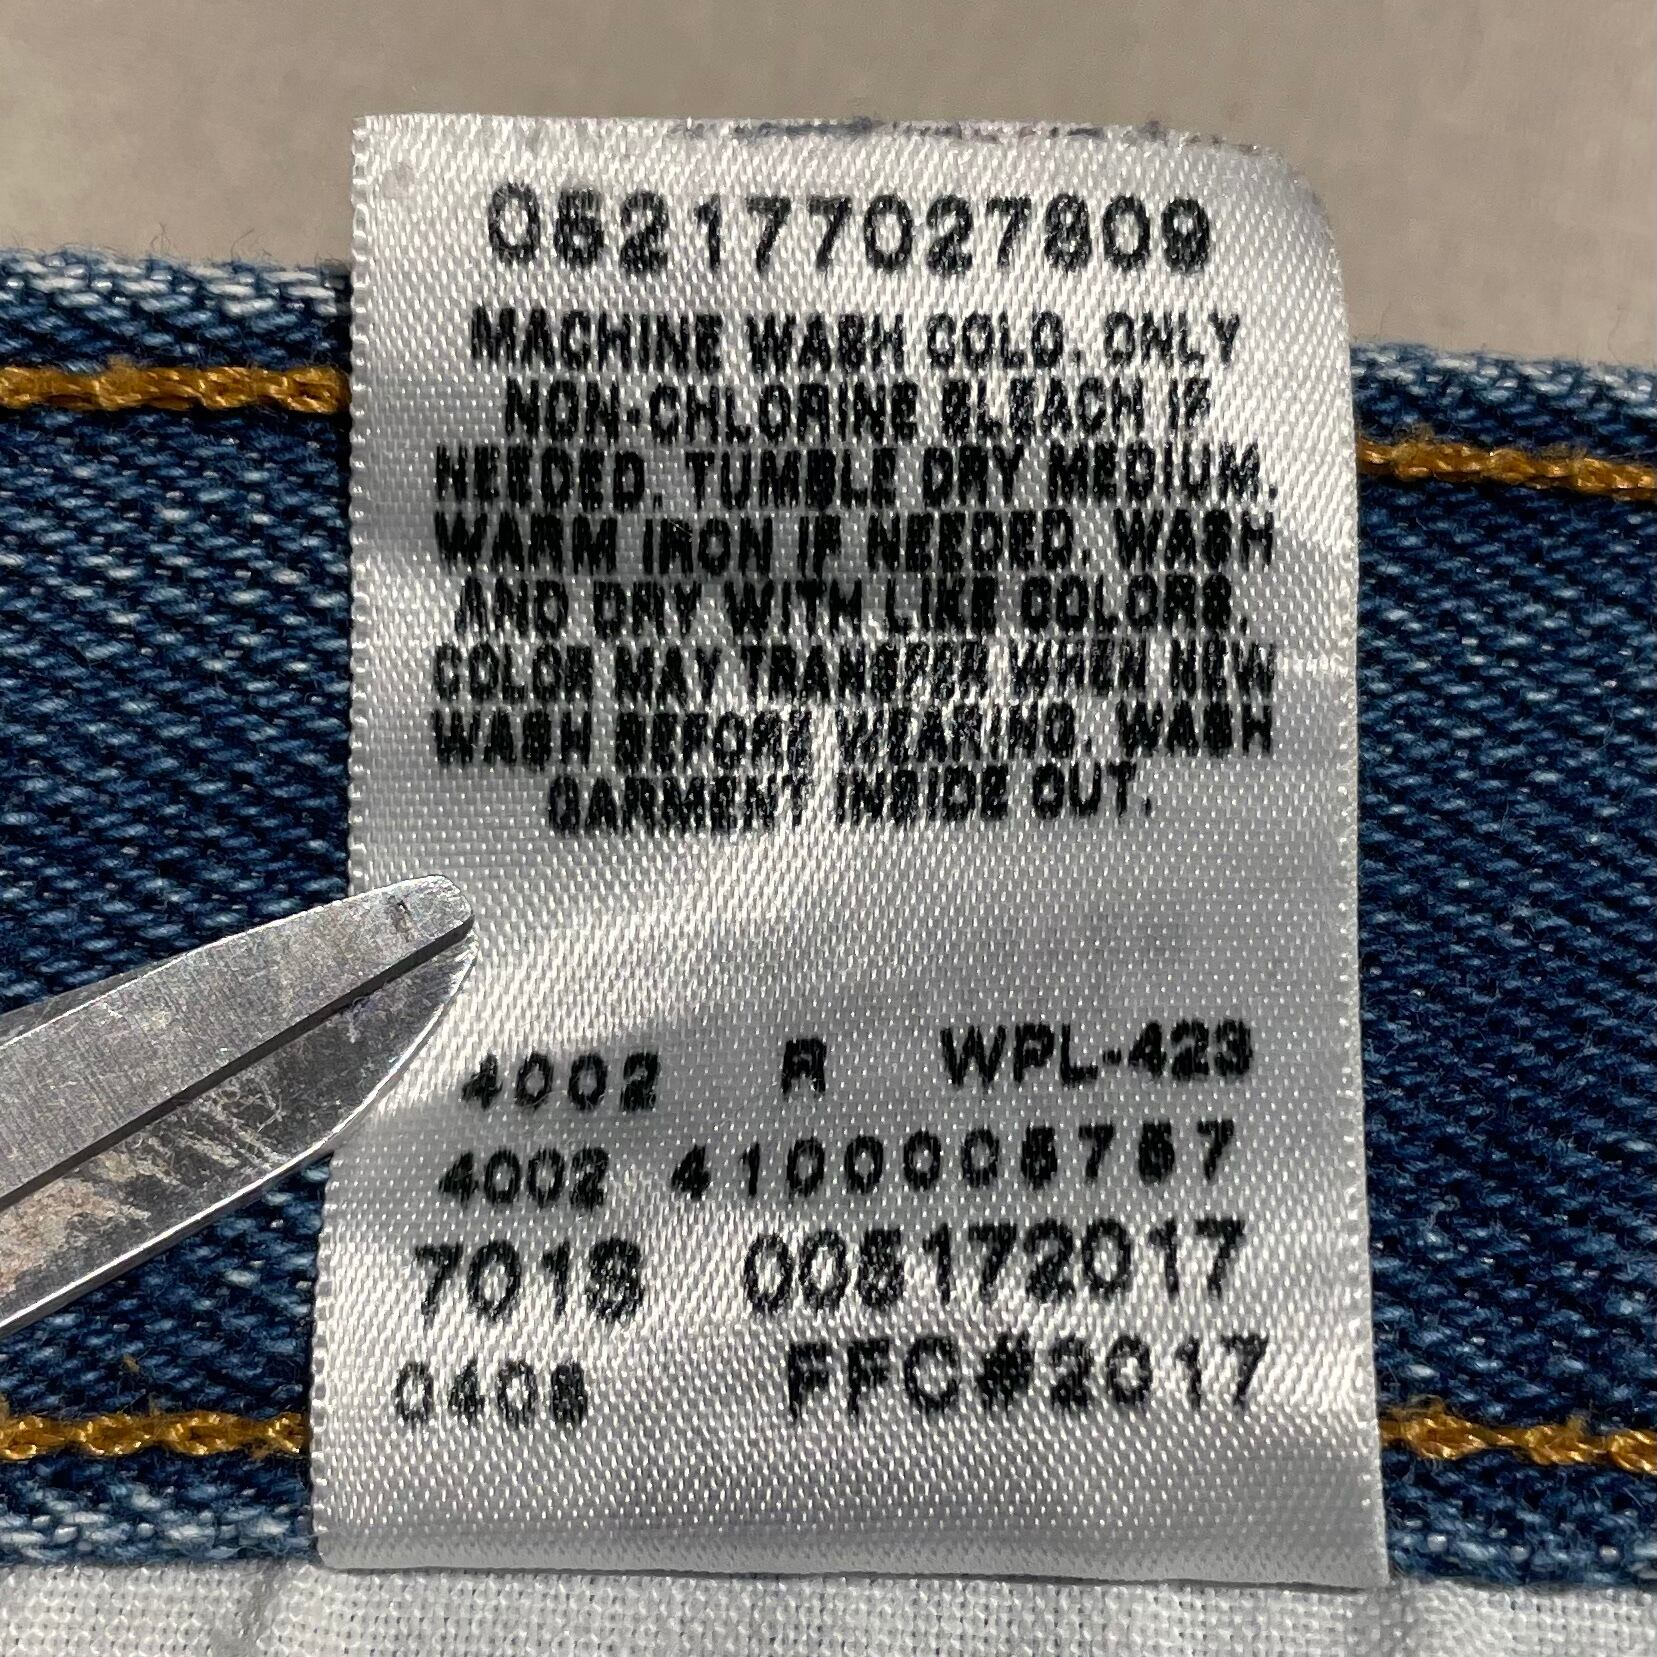 052177027809
MACHINE WASH COLD. ONLY
NON-CHLORINE BLEACH IF
NEEDED. TUMBLE DRY MEDIUM.
WARM IRON IF NEEDED. WASH
AND DRY WITH LIKE COLORS.
COLOR MAY TRANSFER WHEN NEW
WASH BEFORE WEARING. WASH
GARMENT INSIDE OUT.
4002 R WPL-423
4002 4100005757
701S 005172017
0408 FFC#2017